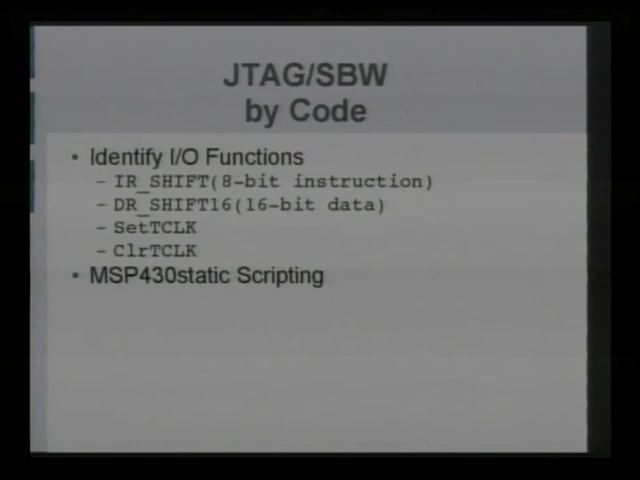 JTAG/SBW
by Code
• Identify I/O Functions
– IR_SHIFT(8-bit instruction)
– DR_SHIFT16(16-bit data)
– SetTCLK
– ClrTCLK
• MSP430static Scripting